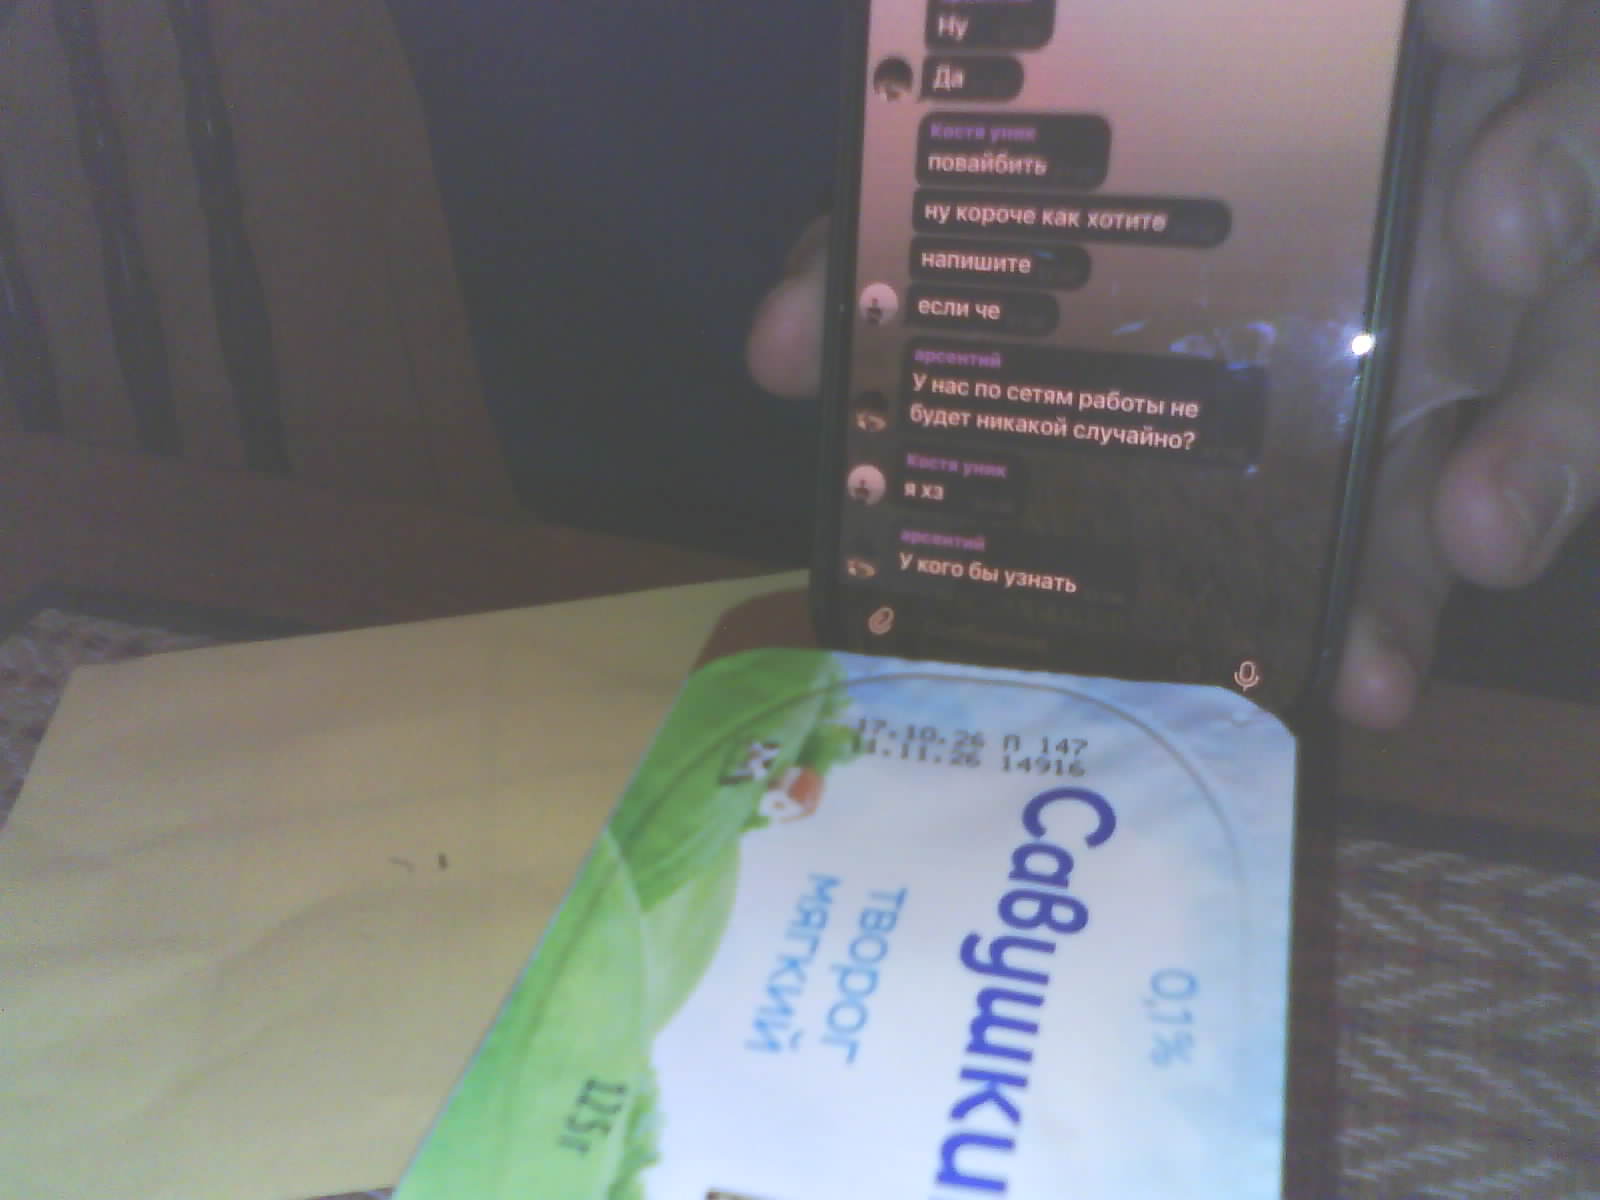 Ну
Да
Костя уник
повайбить
ну короче как хотите
напишите
если че
арсентий
У нас по сетям работы не
будет никакой случайно?
Костя уник
я хз
арсентий
У кого бы узнать
17.10.26 П 147
11.26 14916
Савушкин
0,1%
творог
мягкий
125г